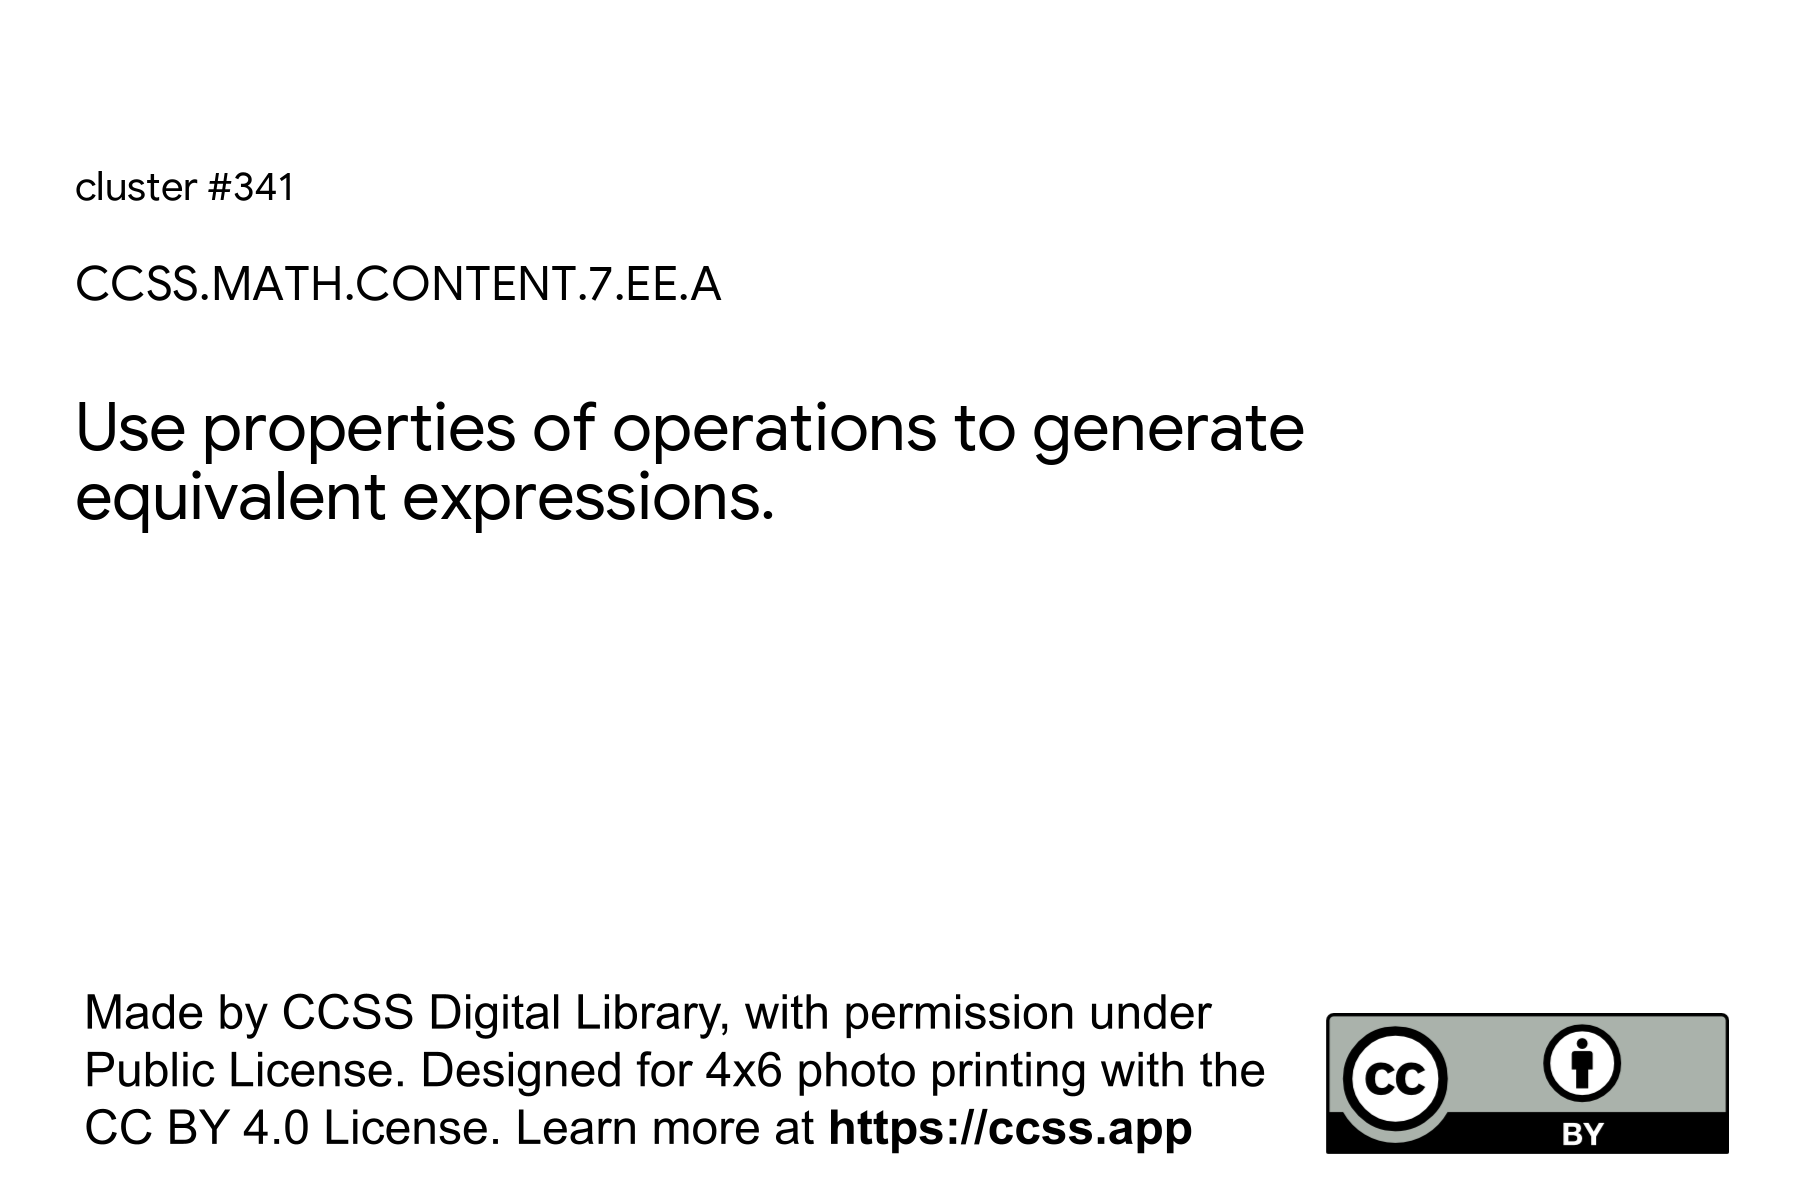 cluster #341
CCSS.MATH.CONTENT.7.EE.A
Use properties of operations to generate
equivalent expressions.
Made by CCSS Digital Library, with permission under
Public License. Designed for 4x6 photo printing with the
CC BY 4.0 License. Learn more at https://ccss.app
CC
BY